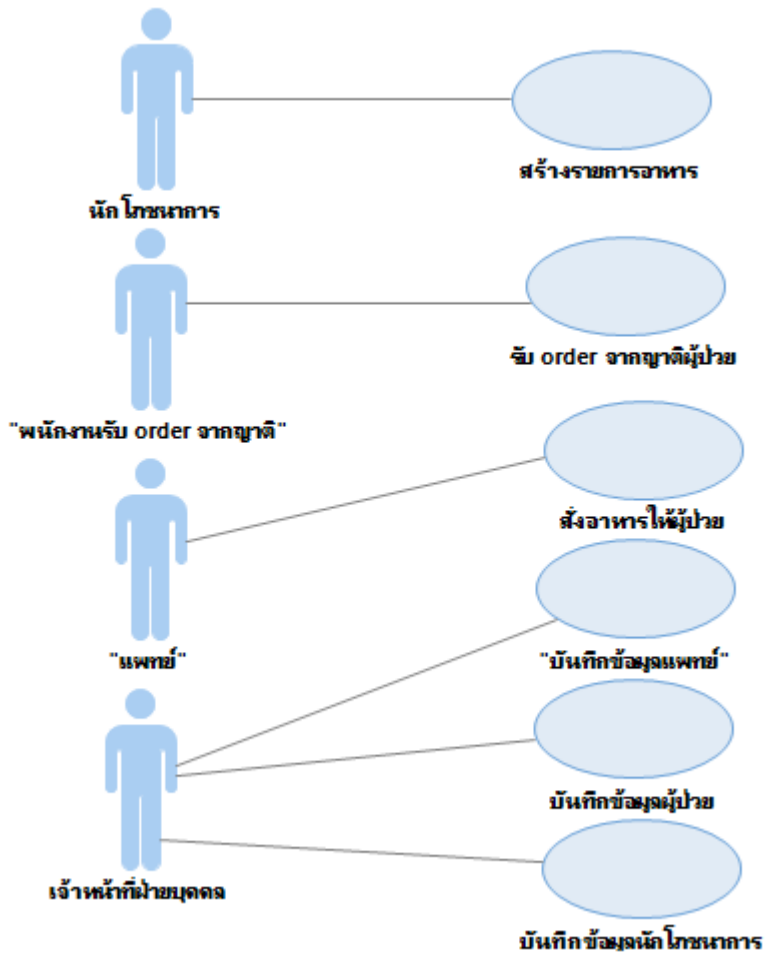 สร้างรายการอาหาร
นักโภชนาการ
รับ order จากญาติผู้ป่วย
"พนักงานรับ order จากญาติ"
สั่งอาหารให้ผู้ป่วย
"แพทย์"
"บันทึกข้อมูลแพทย์"
บันทึกข้อมูลผู้ป่วย
เจ้าหน้าที่ฝ่ายบุคคล
บันทึกข้อมูลนักโภชนาการ